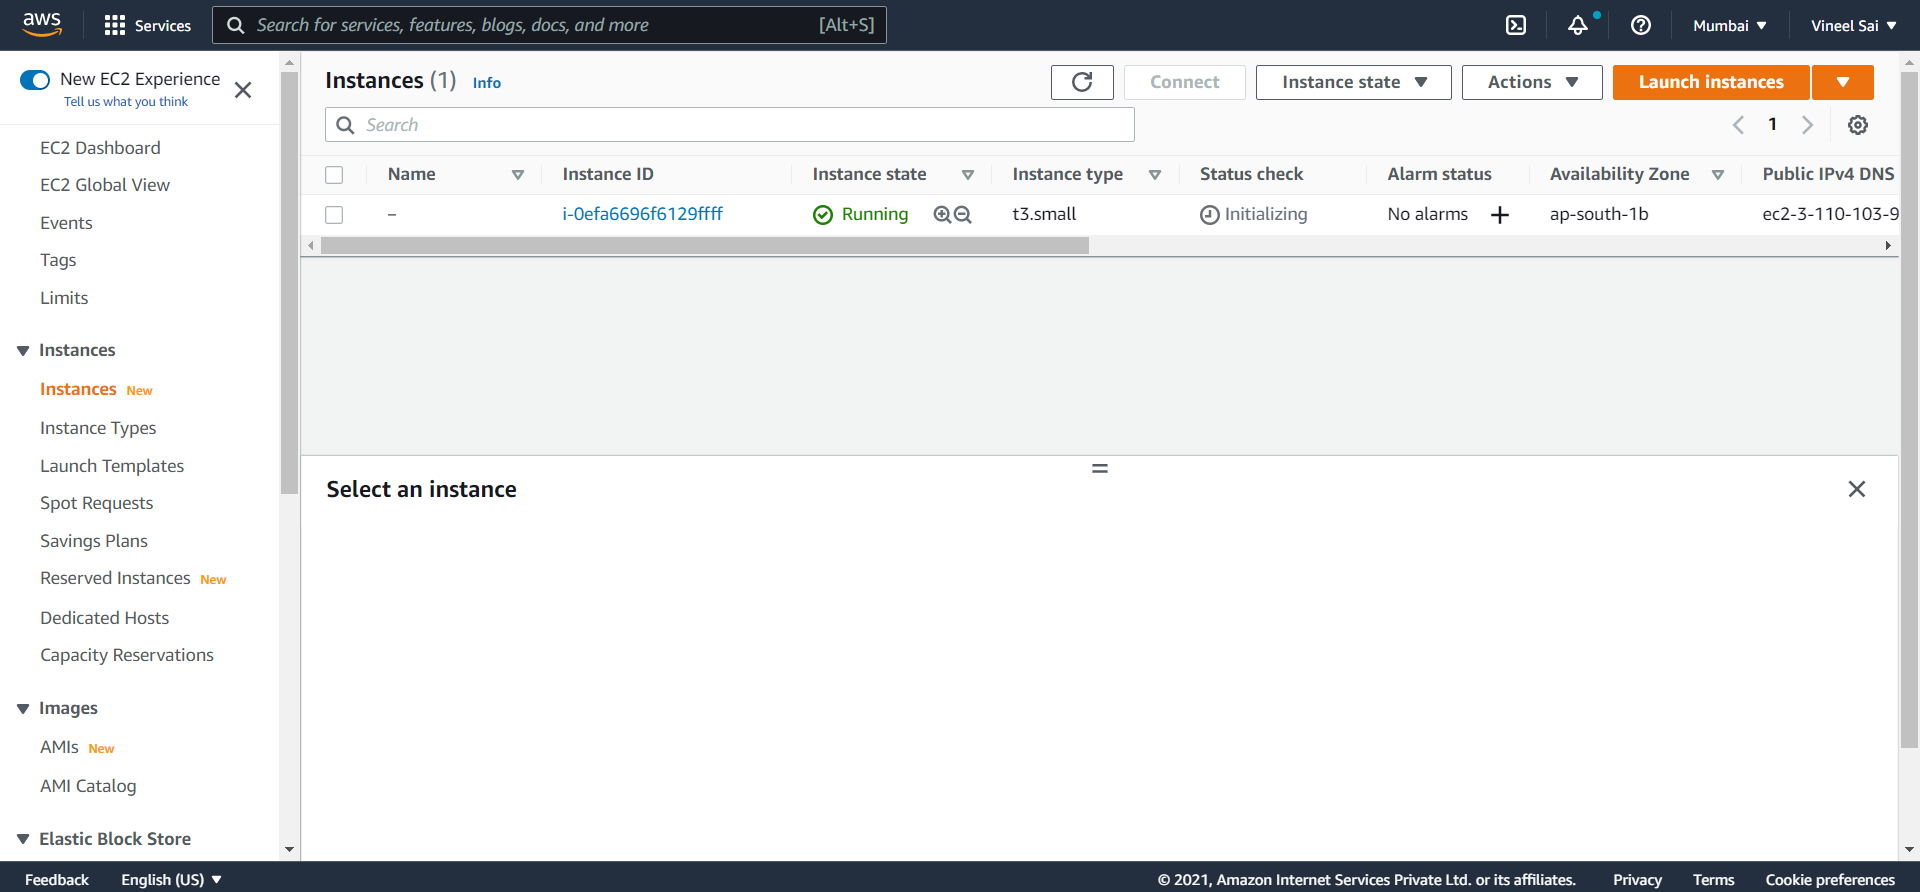 aws
Services
Search for services, features, blogs, docs, and more [Alt+S]
Mumbai
Vineel Sai
New EC2 Experience
Tell us what you think
EC2 Dashboard
EC2 Global View
Events
Tags
Limits
Instances
Instances New
Instance Types
Launch Templates
Spot Requests
Savings Plans
Reserved Instances New
Dedicated Hosts
Capacity Reservations
Images
AMIs New
AMI Catalog
Elastic Block Store
Instances (1) Info
Connect
Instance state
Actions
Launch instances
Search
1
Name Instance ID Instance state Instance type Status check Alarm status Availability Zone Public IPv4 DNS
– i-0efa6696f6129ffff Running t3.small Initializing No alarms + ap-south-1b ec2-3-110-103-9
Select an instance
Feedback English (US) © 2021, Amazon Internet Services Private Ltd. or its affiliates. Privacy Terms Cookie preferences